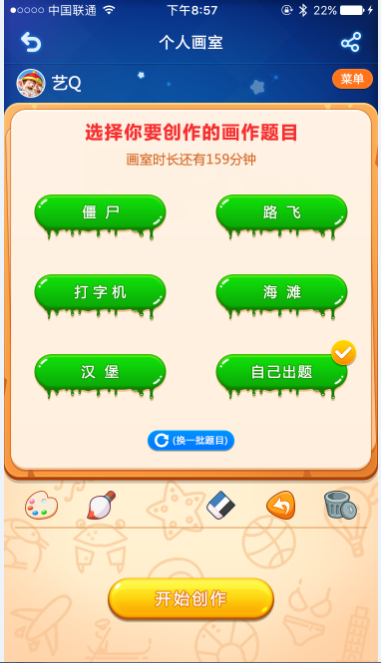 中国联通 下午8:57 22%
个人画室
艺Q 菜单
选择你要创作的画作题目
画室时长还有159分钟
僵尸 路飞
打字机 海滩
汉堡 自己出题
(换一批题目)
开始创作